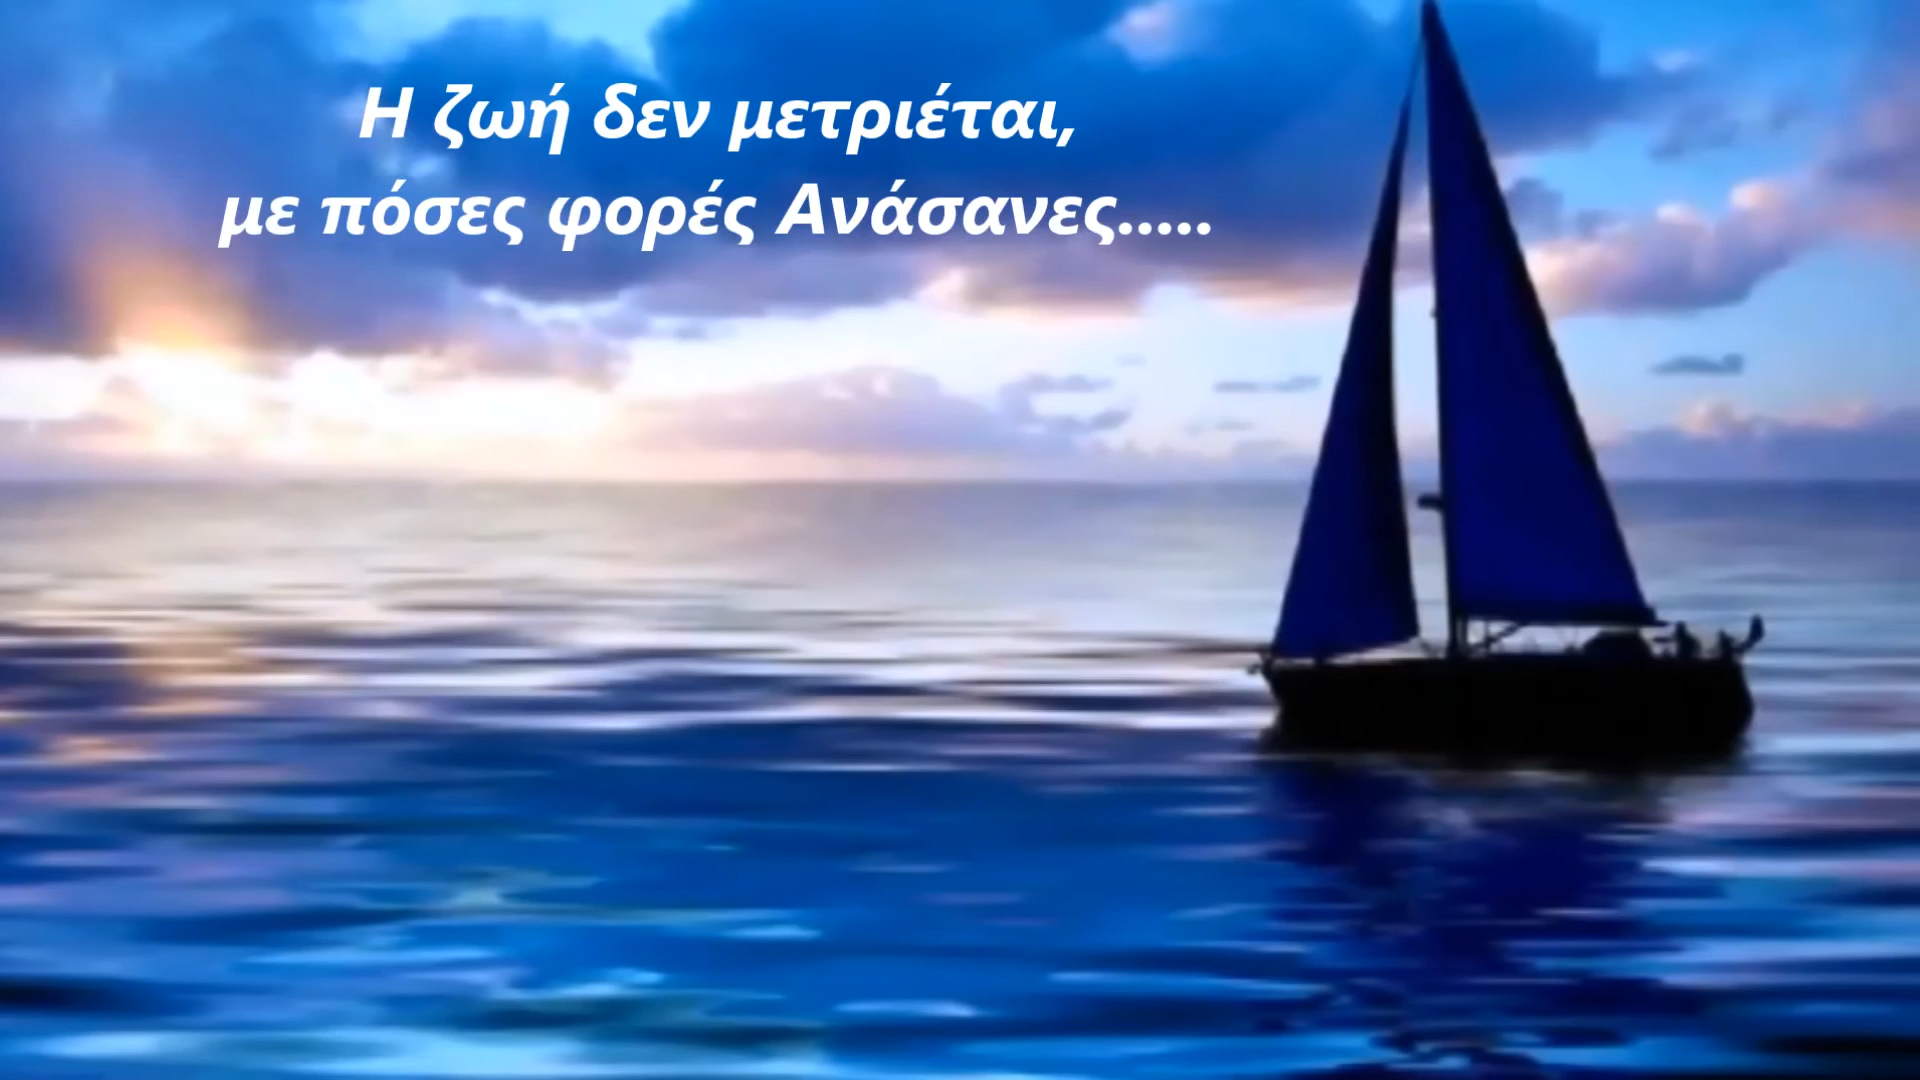 Η ζωή δεν μετριέται,
με πόσες φορές Ανάσανες.....